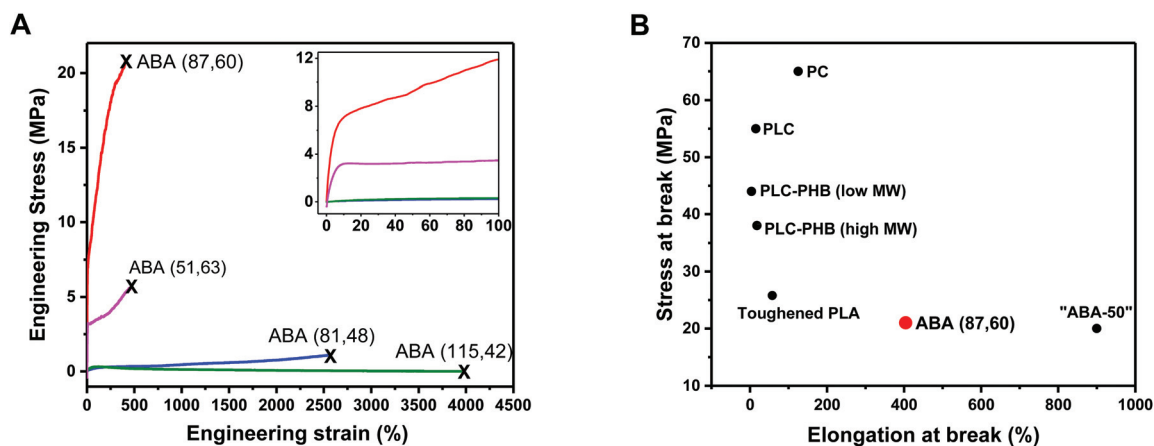 A
Engineering Stress (MPa)
20
15
10
5
0
0 500 1000 1500 2000 2500 3000 3500 4000 4500
Engineering strain (%)
X ABA (87,60)
ABA (51,63)
X
ABA (81,48)
X
ABA (115,42)
X
12
8
4
0
0 20 40 60 80 100
B
Stress at break (MPa)
70
60
50
40
30
20
10
0 200 400 600 800 1000
Elongation at break (%)
PC
PLC
PLC-PHB (low MW)
PLC-PHB (high MW)
Toughened PLA
ABA (87,60)
"ABA-50"